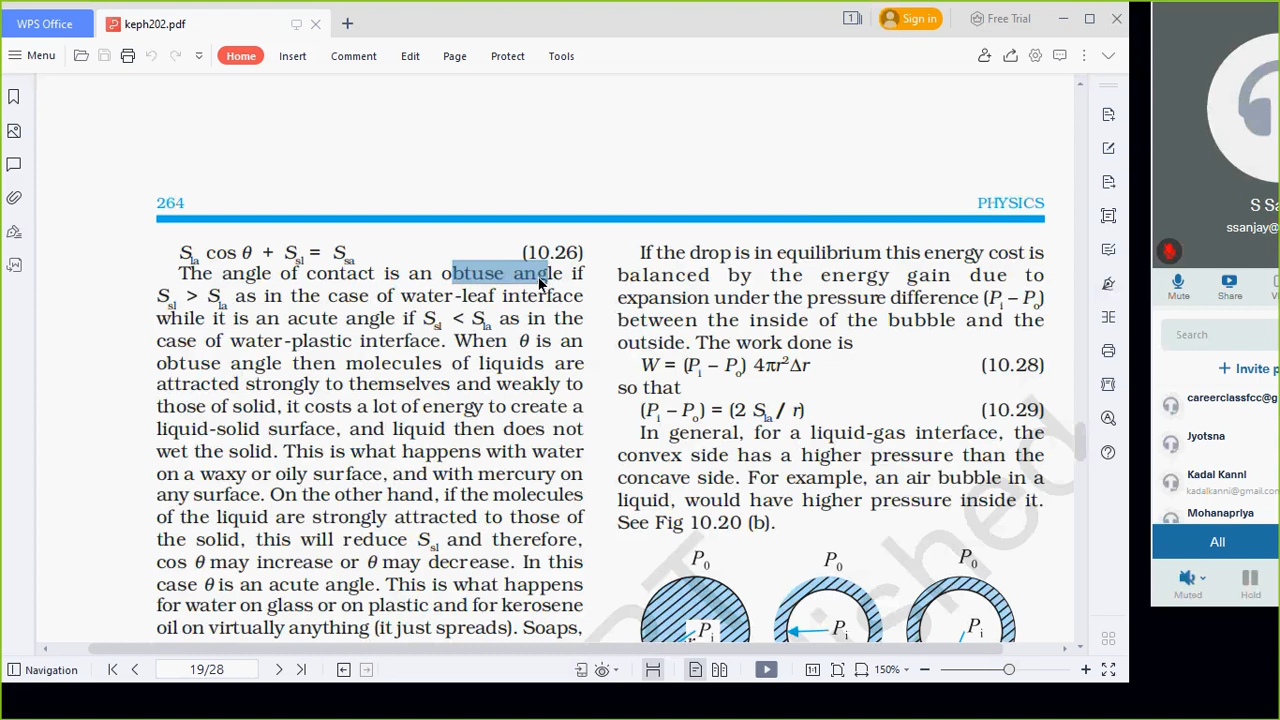 WPS Office
keph202.pdf
Sign in
Free Trial
Menu
Home
Insert
Comment
Edit
Page
Protect
Tools
264
PHYSICS
Sla cos θ + Ssl = Ssa (10.26)
The angle of contact is an obtuse angle if
Ssl > Sla as in the case of water-leaf interface
while it is an acute angle if Ssl < Sla as in the
case of water-plastic interface. When θ is an
obtuse angle then molecules of liquids are
attracted strongly to themselves and weakly to
those of solid, it costs a lot of energy to create a
liquid-solid surface, and liquid then does not
wet the solid. This is what happens with water
on a waxy or oily surface, and with mercury on
any surface. On the other hand, if the molecules
of the liquid are strongly attracted to those of
the solid, this will reduce Ssl and therefore,
cos θ may increase or θ may decrease. In this
case θ is an acute angle. This is what happens
for water on glass or on plastic and for kerosene
oil on virtually anything (it just spreads). Soaps,
If the drop is in equilibrium this energy cost is
balanced by the energy gain due to
expansion under the pressure difference (Pi – Po)
between the inside of the bubble and the
outside. The work done is
W = (Pi – Po) 4πr²Δr (10.28)
so that
(Pi – Po) = (2 Sla / r) (10.29)
In general, for a liquid-gas interface, the
convex side has a higher pressure than the
concave side. For example, an air bubble in a
liquid, would have higher pressure inside it.
See Fig 10.20 (b).
P0 P0 P0
Pi Pi Pi
Navigation
19/28
150%
S Sa
ssanjay@
Mute
Share
Search
+ Invite p
careerclassfcc@g
Jyotsna
Kadal Kanni
kadalkanni@gmail.com
Mohanapriya
All
Muted
Hold